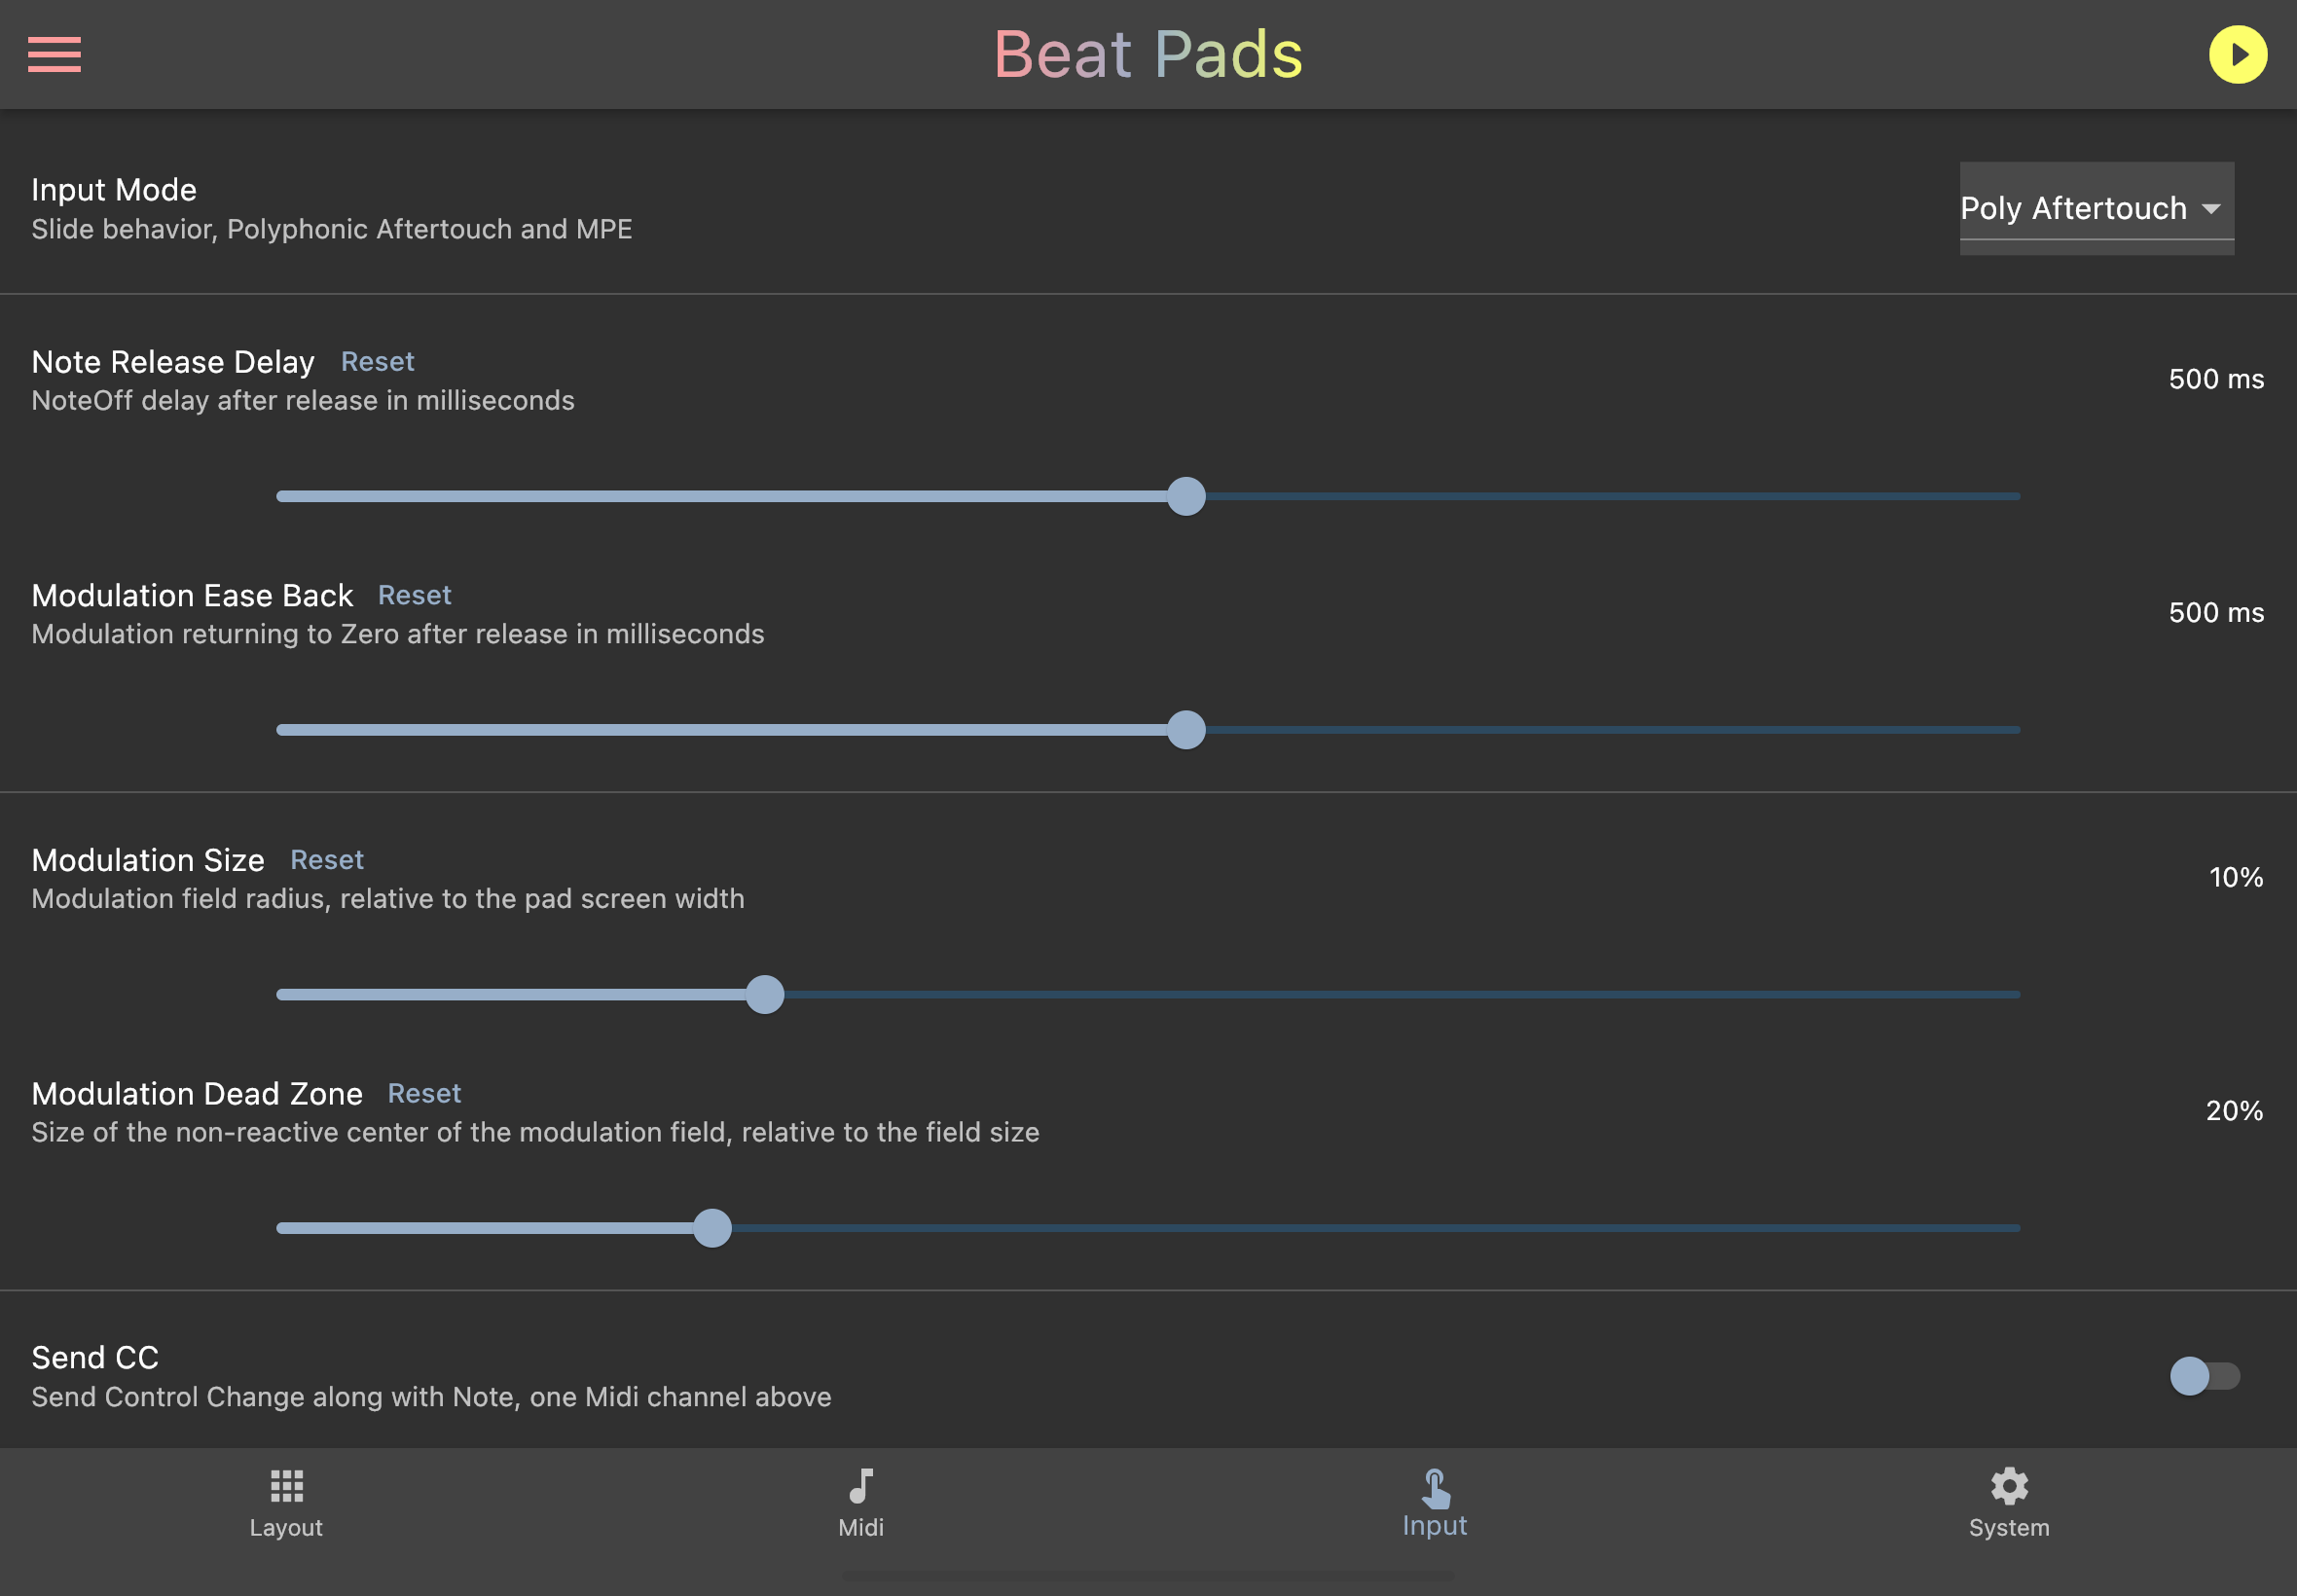 Beat Pads
Input Mode
Slide behavior, Polyphonic Aftertouch and MPE
Poly Aftertouch
Note Release Delay Reset
NoteOff delay after release in milliseconds
500 ms
Modulation Ease Back Reset
Modulation returning to Zero after release in milliseconds
500 ms
Modulation Size Reset
Modulation field radius, relative to the pad screen width
10%
Modulation Dead Zone Reset
Size of the non-reactive center of the modulation field, relative to the field size
20%
Send CC
Send Control Change along with Note, one Midi channel above
Layout
Midi
Input
System